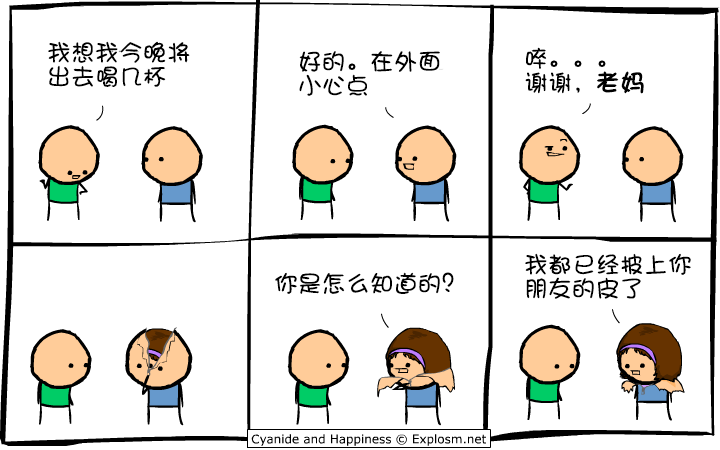 我想我今晚将
出去喝几杯
好的。在外面
小心点
啐。。。
谢谢，老妈
你是怎么知道的?
我都已经披上你
朋友的皮了
Cyanide and Happiness © Explosm.net